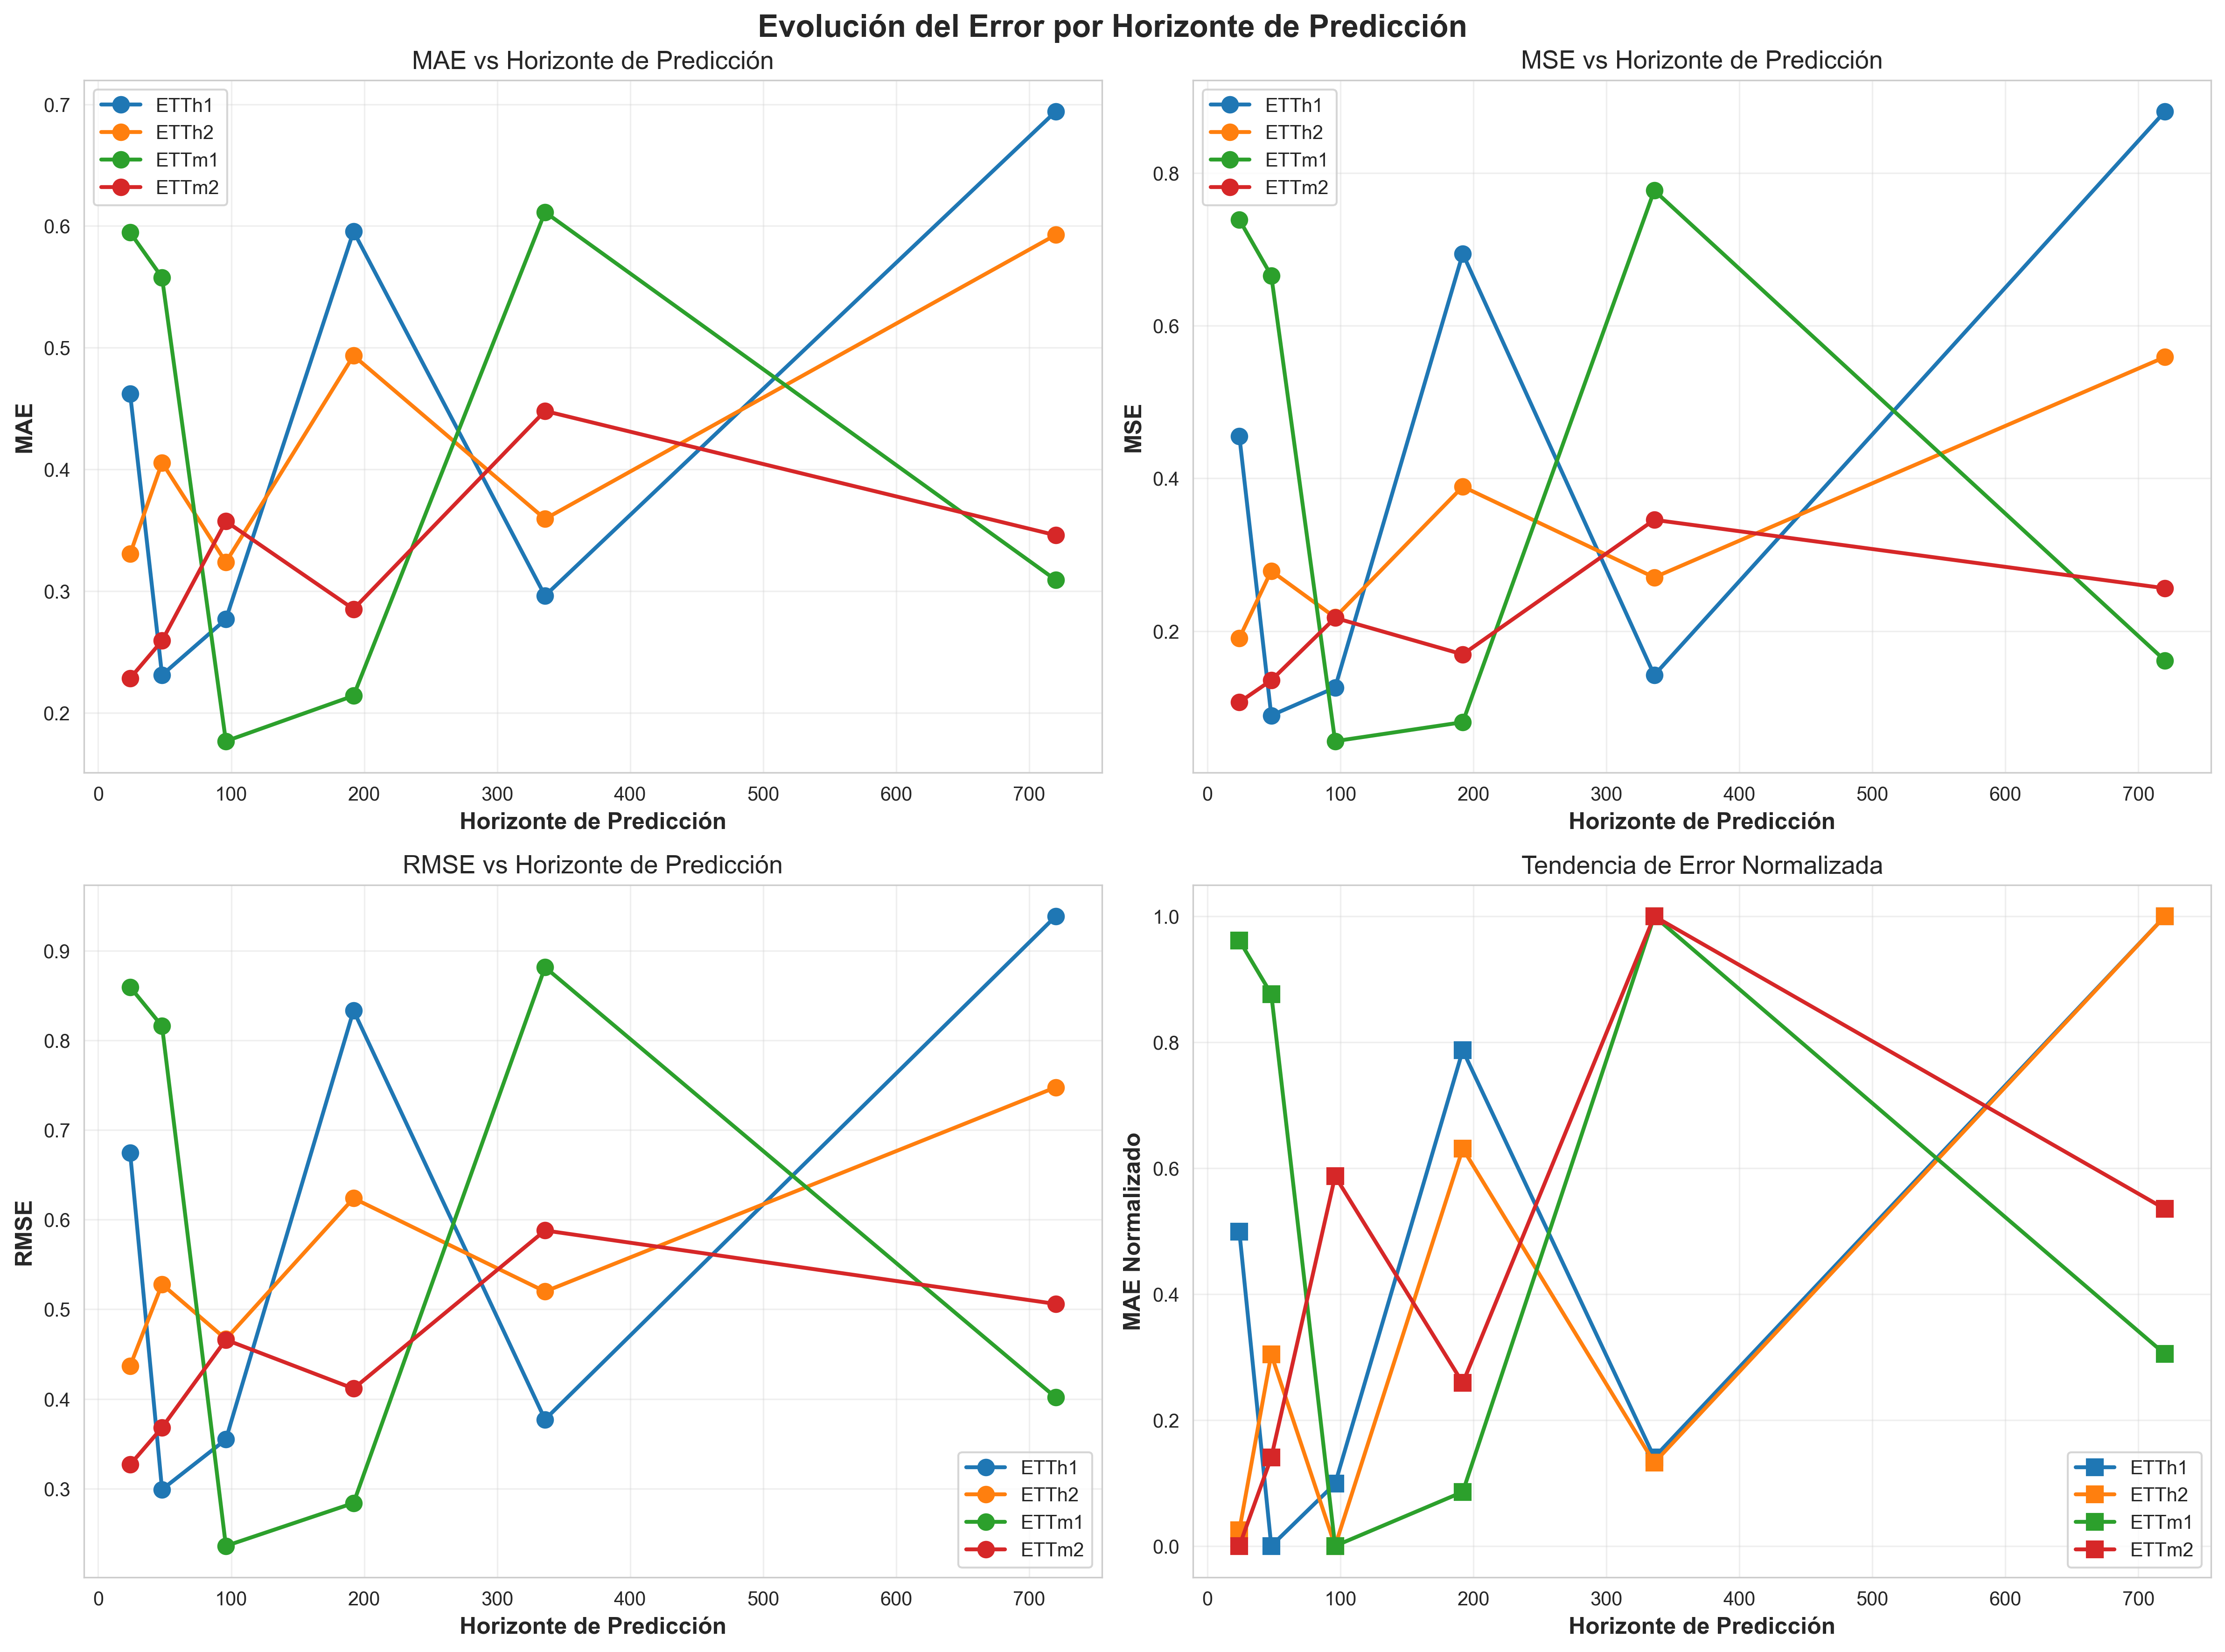 Evolución del Error por Horizonte de Predicción
MAE vs Horizonte de Predicción
ETTh1
ETTh2
ETTm1
ETTm2
0.7
0.6
0.5
0.4
0.3
0.2
MAE
0 100 200 300 400 500 600 700
Horizonte de Predicción
MSE vs Horizonte de Predicción
ETTh1
ETTh2
ETTm1
ETTm2
0.8
0.6
0.4
0.2
MSE
0 100 200 300 400 500 600 700
Horizonte de Predicción
RMSE vs Horizonte de Predicción
0.9
0.8
0.7
0.6
0.5
0.4
0.3
RMSE
ETTh1
ETTh2
ETTm1
ETTm2
0 100 200 300 400 500 600 700
Horizonte de Predicción
Tendencia de Error Normalizada
1.0
0.8
0.6
0.4
0.2
0.0
MAE Normalizado
ETTh1
ETTh2
ETTm1
ETTm2
0 100 200 300 400 500 600 700
Horizonte de Predicción